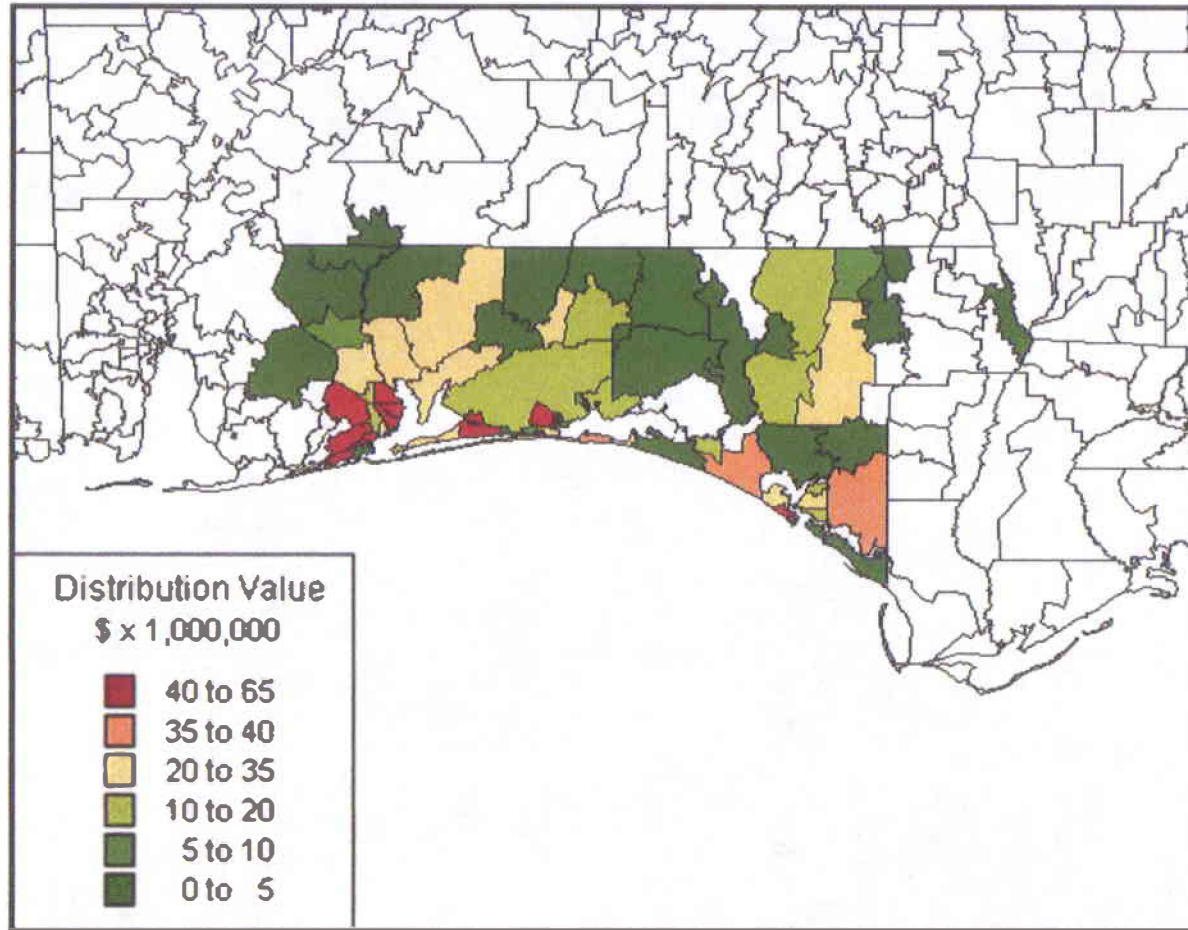 Distribution Value
$ x 1,000,000
40 to 65
35 to 40
20 to 35
10 to 20
5 to 10
0 to 5